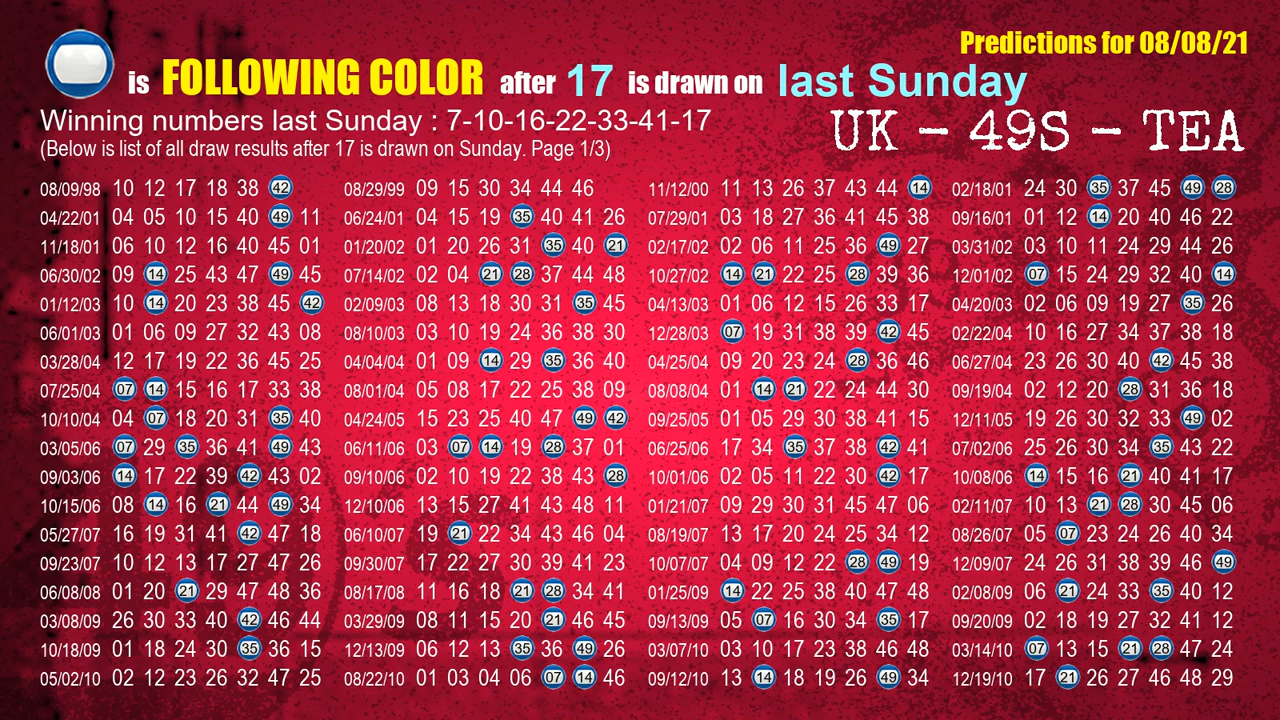 Predictions for 08/08/21
is FOLLOWING COLOR after 17 is drawn on last Sunday
Winning numbers last Sunday : 7-10-16-22-33-41-17
UK - 49S - TEA
(Below is list of all draw results after 17 is drawn on Sunday. Page 1/3)
08/09/98 10 12 17 18 38 42 08/29/99 09 15 30 34 44 46 11/12/00 11 13 26 37 43 44 14 02/18/01 24 30 35 37 45 49 28
04/22/01 04 05 10 15 40 49 11 06/24/01 04 15 19 35 40 41 26 07/29/01 03 18 27 36 41 45 38 09/16/01 01 12 14 20 40 46 22
11/18/01 06 10 12 16 40 45 01 01/20/02 01 20 26 31 35 40 21 02/17/02 02 06 11 25 36 49 27 03/31/02 03 10 11 24 29 44 26
06/30/02 09 14 25 43 47 49 45 07/14/02 02 04 21 28 37 44 48 10/27/02 14 21 22 25 28 39 36 12/01/02 07 15 24 29 32 40 14
01/12/03 10 14 20 23 38 45 42 02/09/03 08 13 18 30 31 35 45 04/13/03 01 06 12 15 26 33 17 04/20/03 02 06 09 19 27 35 26
06/01/03 01 06 09 27 32 43 08 08/10/03 03 10 19 24 36 38 30 12/28/03 07 19 31 38 39 42 45 02/22/04 10 16 27 34 37 38 18
03/28/04 12 17 19 22 36 45 25 04/04/04 01 09 14 29 35 36 40 04/25/04 09 20 23 24 28 36 46 06/27/04 23 26 30 40 42 45 38
07/25/04 07 14 15 16 17 33 38 08/01/04 05 08 17 22 25 38 09 08/08/04 01 14 21 22 24 44 30 09/19/04 02 12 20 28 31 36 18
10/10/04 04 07 18 20 31 35 40 04/24/05 15 23 25 40 47 49 42 09/25/05 01 05 29 30 38 41 15 12/11/05 19 26 30 32 33 49 02
03/05/06 07 29 35 36 41 49 43 06/11/06 03 07 14 19 28 37 01 06/25/06 17 34 35 37 38 42 41 07/02/06 25 26 30 34 35 43 22
09/03/06 14 17 22 39 42 43 02 09/10/06 02 10 19 22 38 43 28 10/01/06 02 05 11 22 30 42 17 10/08/06 14 15 16 21 40 41 17
10/15/06 08 14 16 21 44 49 34 12/10/06 13 15 27 41 43 48 11 01/21/07 09 29 30 31 45 47 06 02/11/07 10 13 21 28 30 45 06
05/27/07 16 19 31 41 42 47 18 06/10/07 19 21 22 34 43 46 04 08/19/07 13 17 20 24 25 34 12 08/26/07 05 07 23 24 26 40 34
09/23/07 10 12 13 17 27 47 26 09/30/07 17 22 27 30 39 41 23 10/07/07 04 09 12 22 28 49 19 12/09/07 24 26 31 38 39 46 49
06/08/08 01 20 21 29 47 48 36 08/17/08 11 16 18 21 28 34 41 01/25/09 14 22 25 38 40 47 48 02/08/09 06 21 24 33 35 40 12
03/08/09 26 30 33 40 42 46 44 03/29/09 08 11 15 20 21 46 45 09/13/09 05 07 16 30 34 35 17 09/20/09 02 18 19 27 32 41 12
10/18/09 01 18 24 30 35 36 15 12/13/09 06 12 13 35 36 49 26 03/07/10 03 10 17 23 38 46 48 03/14/10 07 13 15 21 28 47 24
05/02/10 02 12 23 26 32 47 25 08/22/10 01 03 04 06 07 14 46 09/12/10 13 14 18 19 26 49 34 12/19/10 17 21 26 27 46 48 29